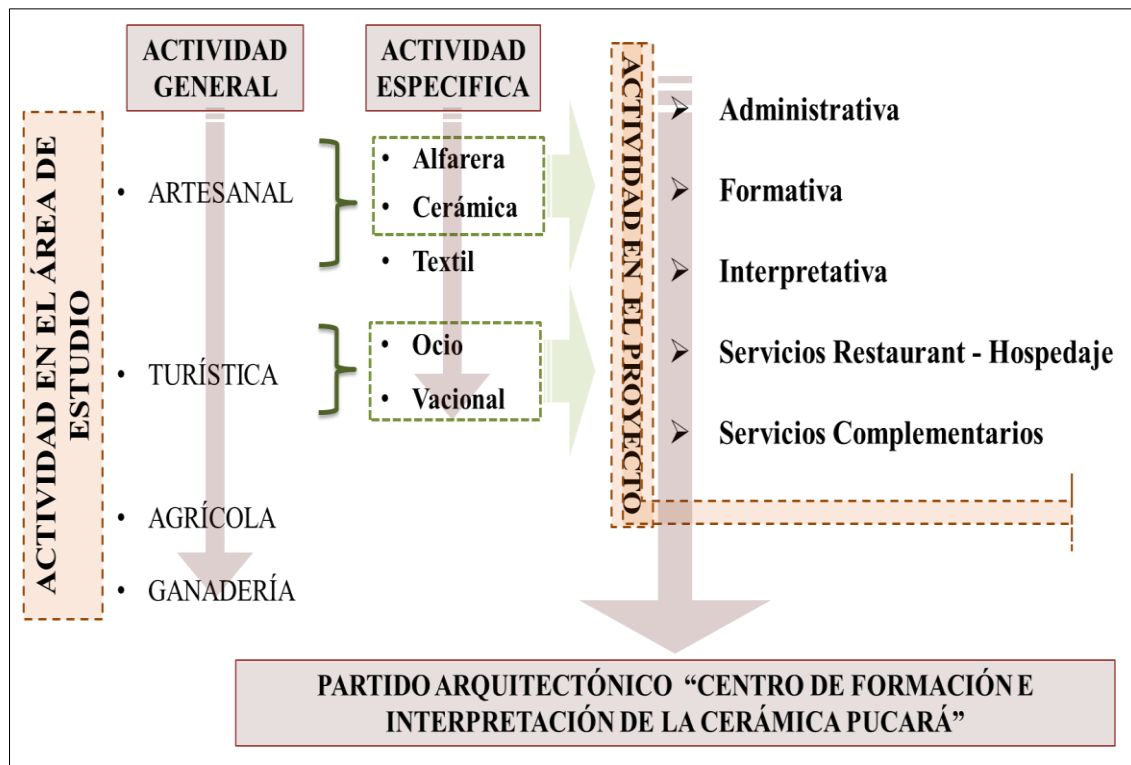 ACTIVIDAD EN EL ÁREA DE
ESTUDIO
ACTIVIDAD
GENERAL
• ARTESANAL
• TURÍSTICA
• AGRÍCOLA
• GANADERÍA
ACTIVIDAD
ESPECIFICA
• Alfarera
• Cerámica
• Textil
• Ocio
• Vacional
ACTIVIDAD EN EL PROYECTO
➢ Administrativa
➢ Formativa
➢ Interpretativa
➢ Servicios Restaurant - Hospedaje
➢ Servicios Complementarios
PARTIDO ARQUITECTÓNICO “CENTRO DE FORMACIÓN E
INTERPRETACIÓN DE LA CERÁMICA PUCARÁ”